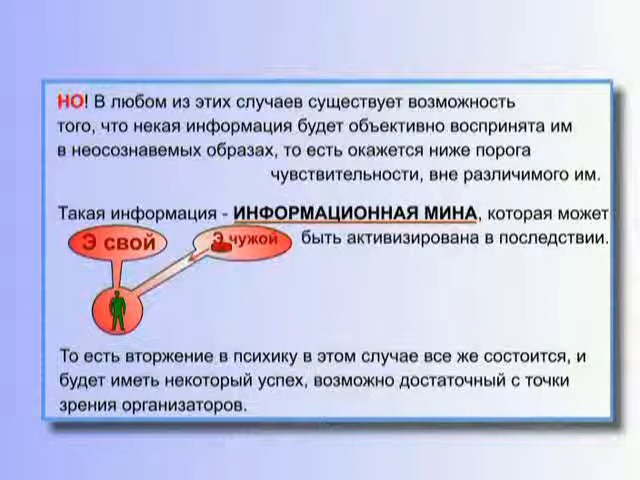 НО! В любом из этих случаев существует возможность
того, что некая информация будет объективно воспринята им
в неосознавемых образах, то есть окажется ниже порога
чувствительности, вне различимого им.
Такая информация - ИНФОРМАЦИОННАЯ МИНА, которая может
быть активизирована в последствии.
Э свой
Э чужой
То есть вторжение в психику в этом случае все же состоится, и
будет иметь некоторый успех, возможно достаточный с точки
зрения организаторов.